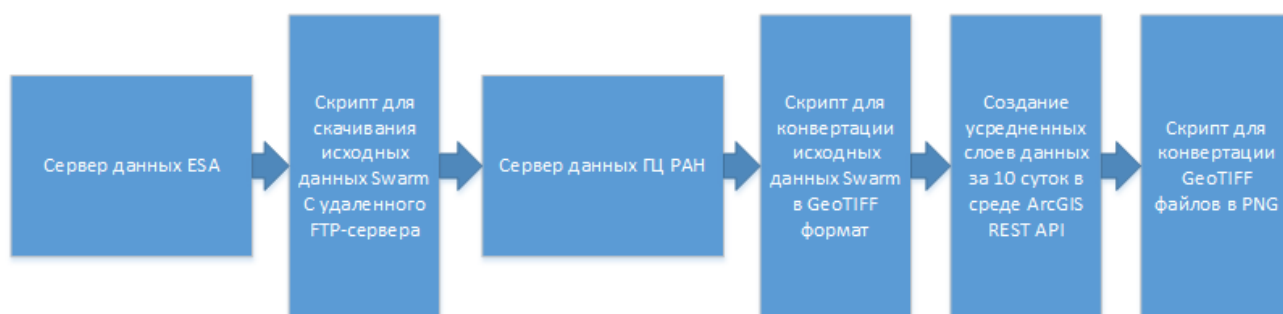 Сервер данных ESA
Скрипт для
скачивания
исходных
данных Swarm
С удаленного
FTP-сервера
Сервер данных ГЦ РАН
Скрипт для
конвертации
исходных
данных Swarm
в GeoTIFF
формат
Создание
усредненных
слоев данных
за 10 суток в
среде ArcGIS
REST API
Скрипт для
конвертации
GeoTIFF
файлов в PNG